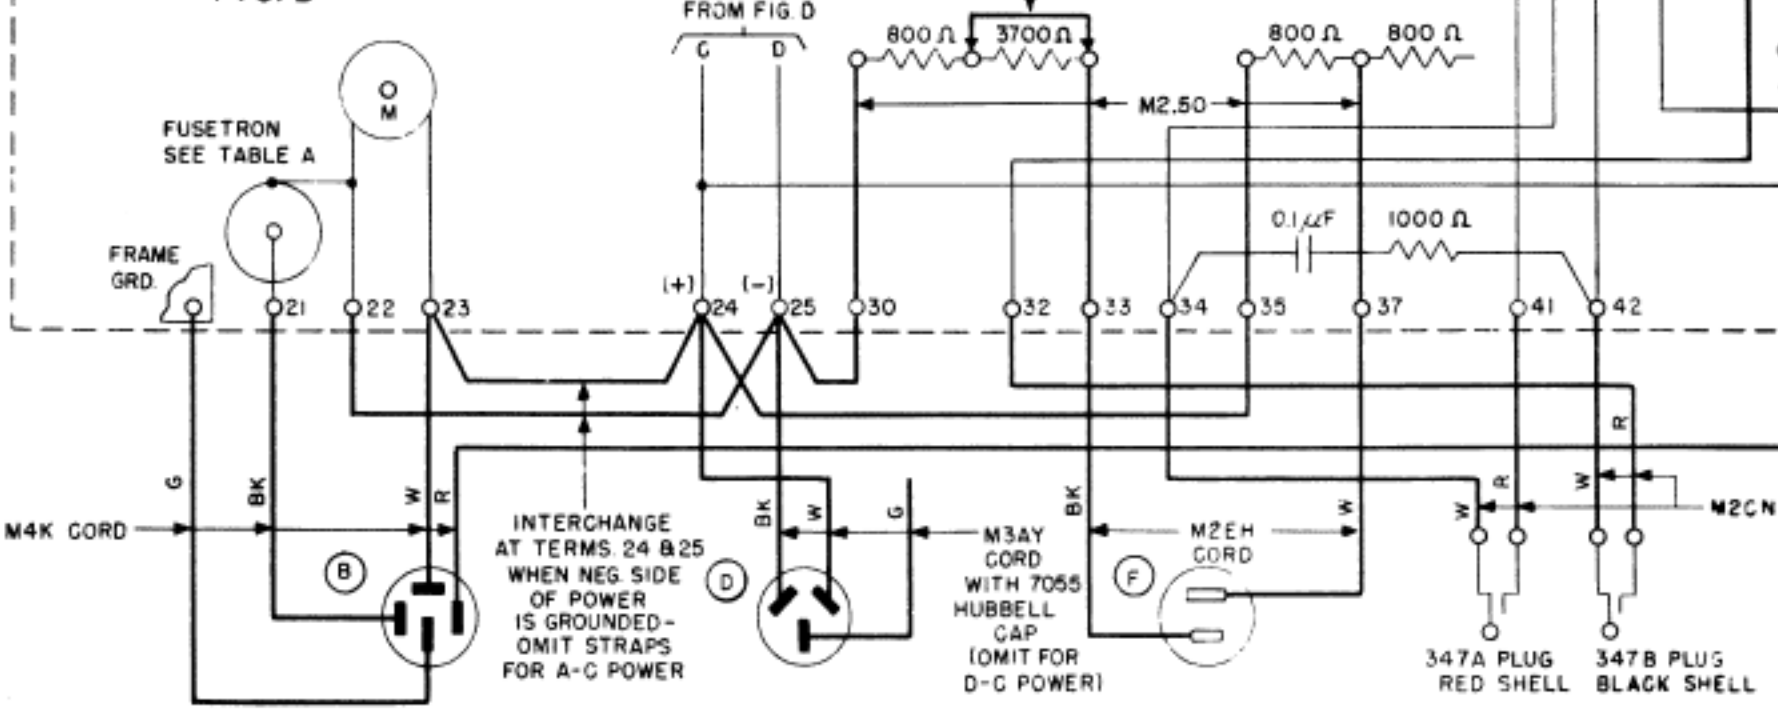 FROM FIG. D
C D
800 Ω 3700 Ω 800 Ω 800 Ω
M
M2.50
FUSETRON
SEE TABLE A
0.1 µF 1000 Ω
FRAME
GRD.
(+) (-)
21 22 23 24 25 30 32 33 34 35 37 41 42
R
G BK W R BK W G BK W W R W
M4K CORD
INTERCHANGE
AT TERMS. 24 & 25
WHEN NEG. SIDE
OF POWER
IS GROUNDED-
OMIT STRAPS
FOR A-C POWER
M3AY
CORD
WITH 7055
HUBBELL
CAP
(OMIT FOR
D-C POWER)
M2EH
CORD
M2CN
B D F
347A PLUG
RED SHELL
347B PLUG
BLACK SHELL